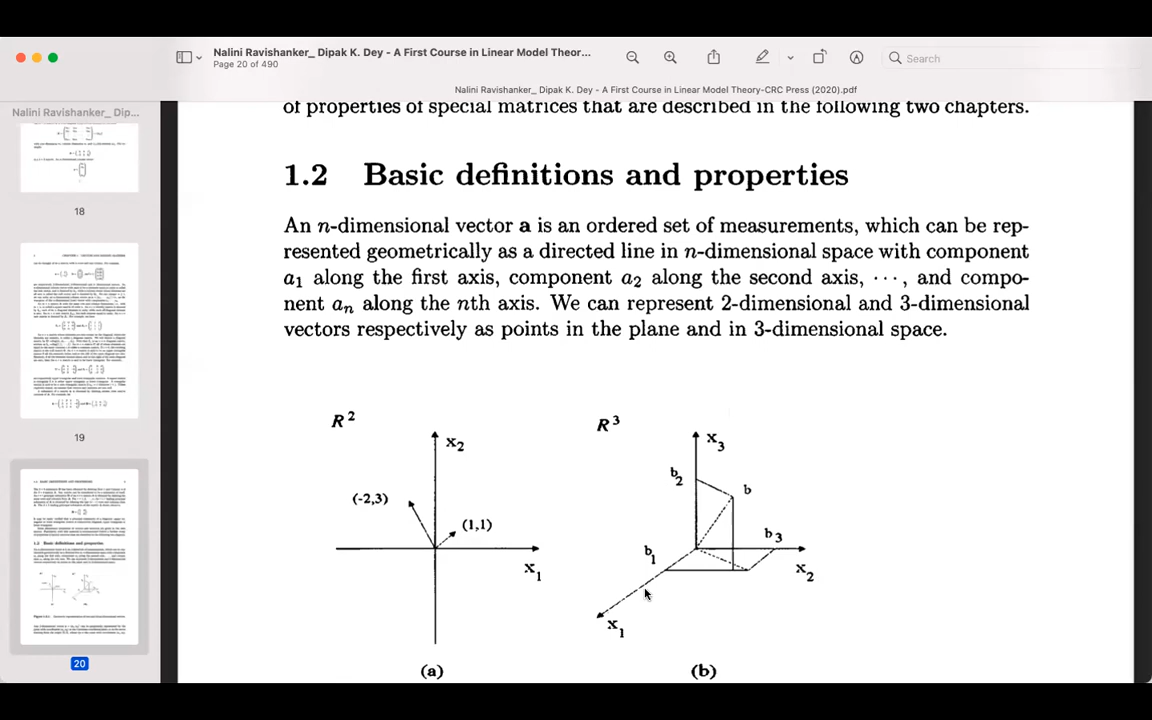 Nalini Ravishanker_ Dipak K. Dey - A First Course in Linear Model Theor...
Page 20 of 490
Search
Nalini Ravishanker_ Dipak K. Dey - A First Course in Linear Model Theory-CRC Press (2020).pdf
Nalini Ravishanker_ Dip...
18
19
20
of properties of special matrices that are described in the following two chapters.
1.2 Basic definitions and properties
An n-dimensional vector a is an ordered set of measurements, which can be rep-
resented geometrically as a directed line in n-dimensional space with component
a1 along the first axis, component a2 along the second axis, ⋯, and compo-
nent an along the nth axis. We can represent 2-dimensional and 3-dimensional
vectors respectively as points in the plane and in 3-dimensional space.
R²
x2
(-2,3)
(1,1)
x1
(a)
R³
x3
b2
b
b3
b1
x2
x1
(b)